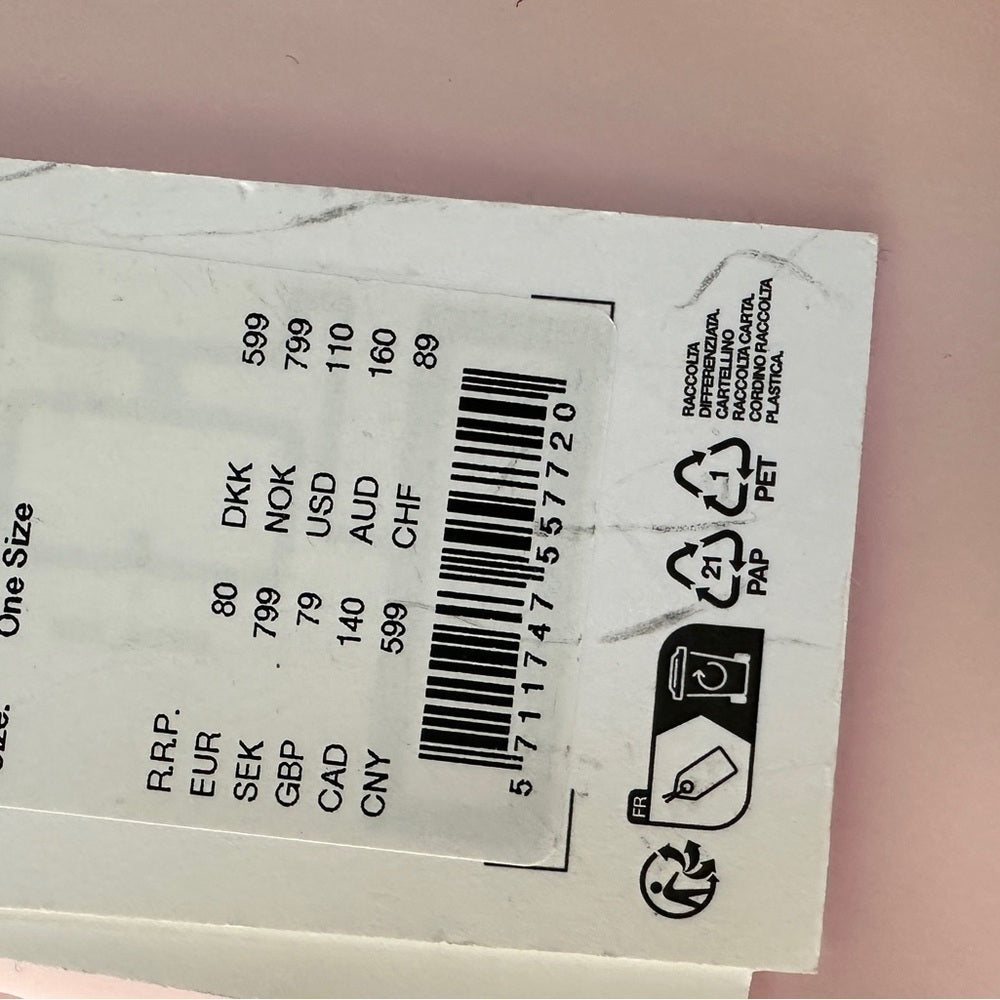 One Size
R.R.P.
EUR 80 DKK 599
SEK 799 NOK 799
GBP 79 USD 110
CAD 140 AUD 160
CNY 599 CHF 89
5 711747 557720
FR
21
PAP
1
PET
RACCOLTA
DIFFERENZIATA.
CARTELLINO
RACCOLTA CARTA.
CORDINO RACCOLTA
PLASTICA.